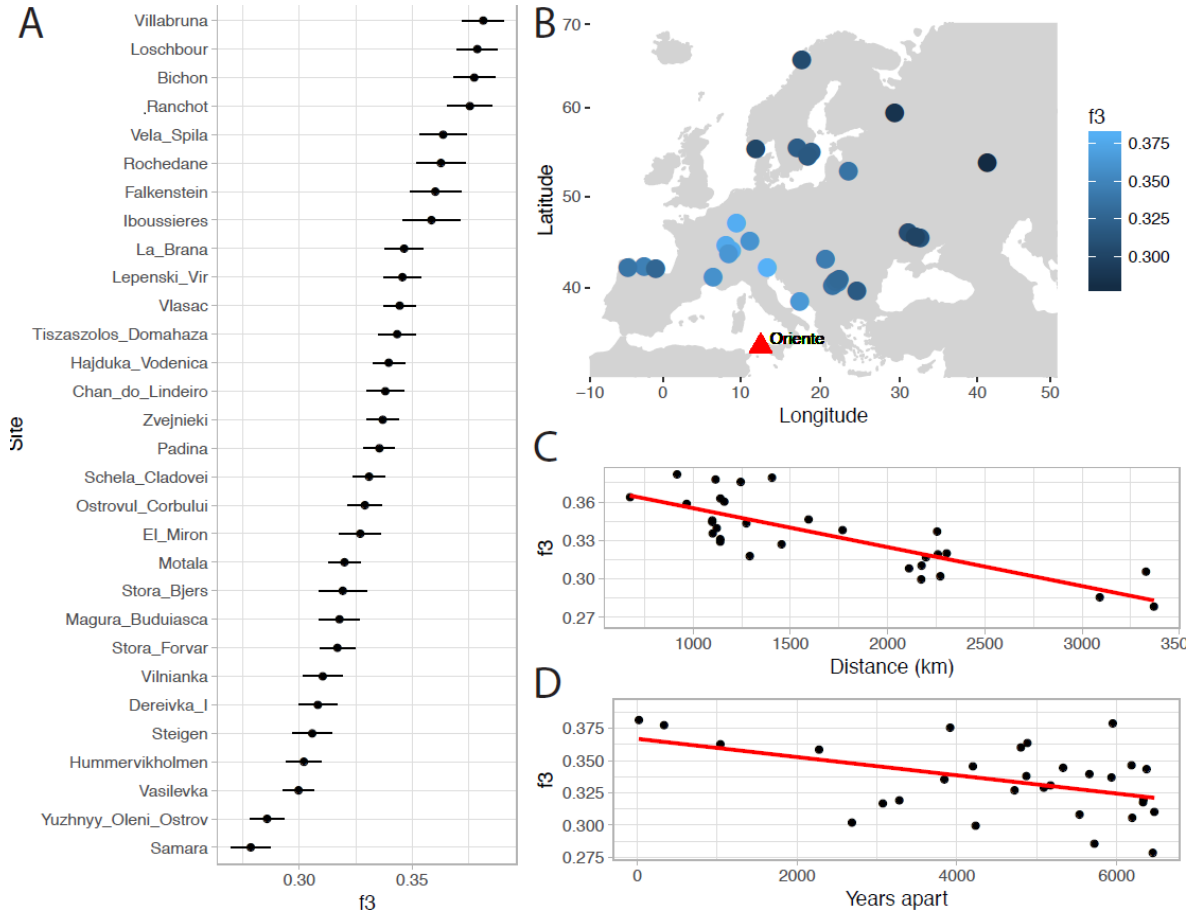 A
Villabruna
Loschbour
Bichon
Ranchot
Vela_Spila
Rochedane
Falkenstein
Iboussieres
La_Brana
Lepenski_Vir
Vlasac
Tiszaszolos_Domahaza
Hajduka_Vodenica
Chan_do_Lindeiro
Zvejnieki
Padina
Schela_Cladovei
Ostrovul_Corbului
El_Miron
Motala
Stora_Bjers
Magura_Buduiasca
Stora_Forvar
Vilnianka
Dereivka_I
Steigen
Hummervikholmen
Vasilevka
Yuzhnyy_Oleni_Ostrov
Samara
Site
0.30 0.35
f3
B
70
60
50
40
Latitude
Oriente
−10 0 10 20 30 40 50
Longitude
f3
0.375
0.350
0.325
0.300
C
0.36
0.33
0.30
0.27
f3
1000 1500 2000 2500 3000 350
Distance (km)
D
0.375
0.350
0.325
0.300
0.275
f3
0 2000 4000 6000
Years apart